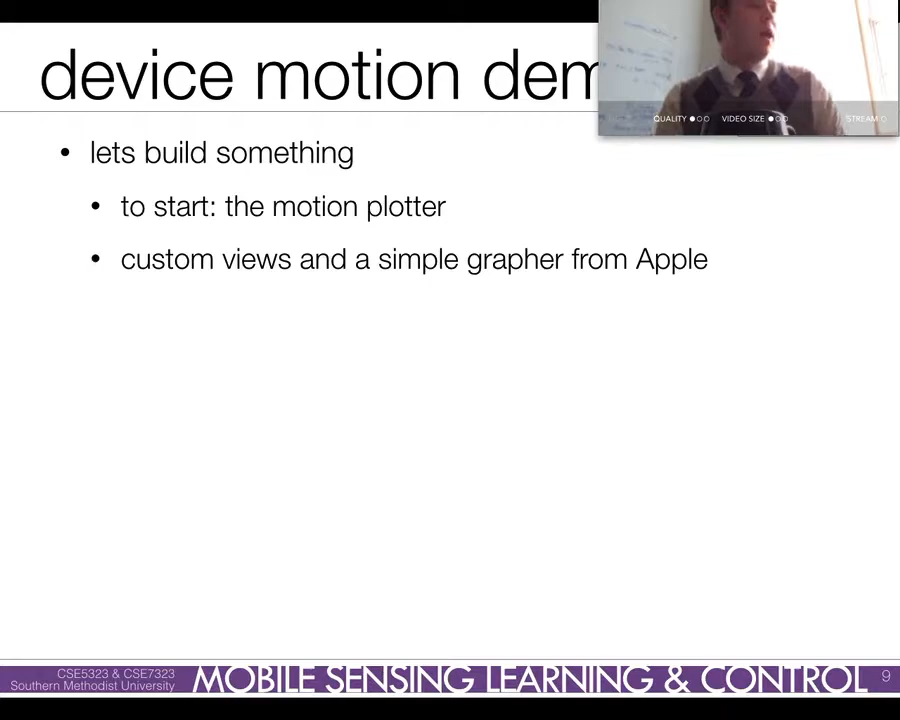 device motion dem
QUALITY
VIDEO SIZE
STREAM
• lets build something
• to start: the motion plotter
• custom views and a simple grapher from Apple
CSE5323 & CSE7323
Southern Methodist University
MOBILE SENSING LEARNING & CONTROL
9